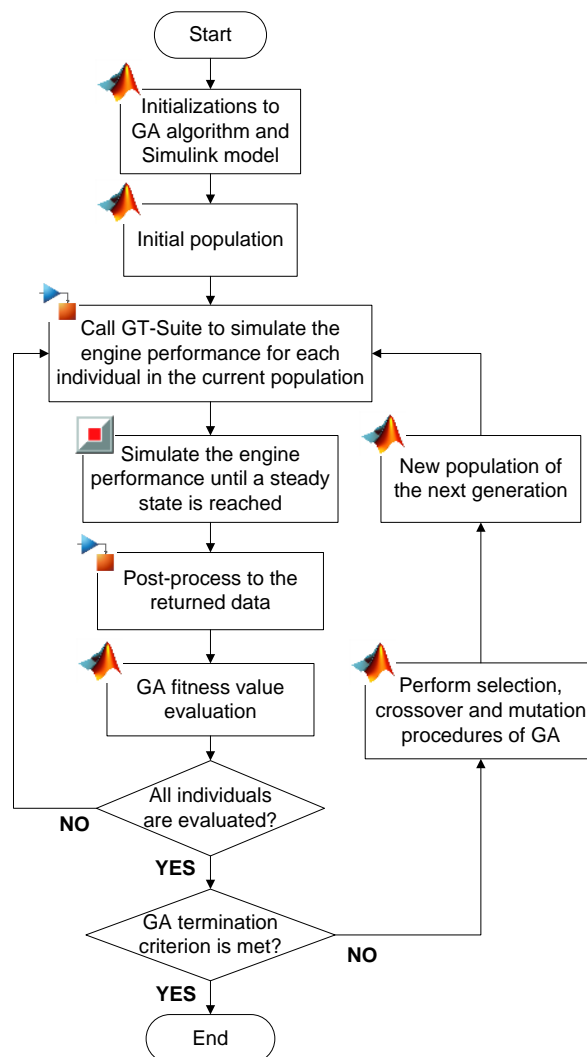 Start
Initializations to
GA algorithm and
Simulink model
Initial population
Call GT-Suite to simulate the
engine performance for each
individual in the current population
Simulate the engine
performance until a steady
state is reached
New population of
the next generation
Post-process to the
returned data
GA fitness value
evaluation
Perform selection,
crossover and mutation
procedures of GA
All individuals
are evaluated?
NO
YES
GA termination
criterion is met?
NO
YES
End